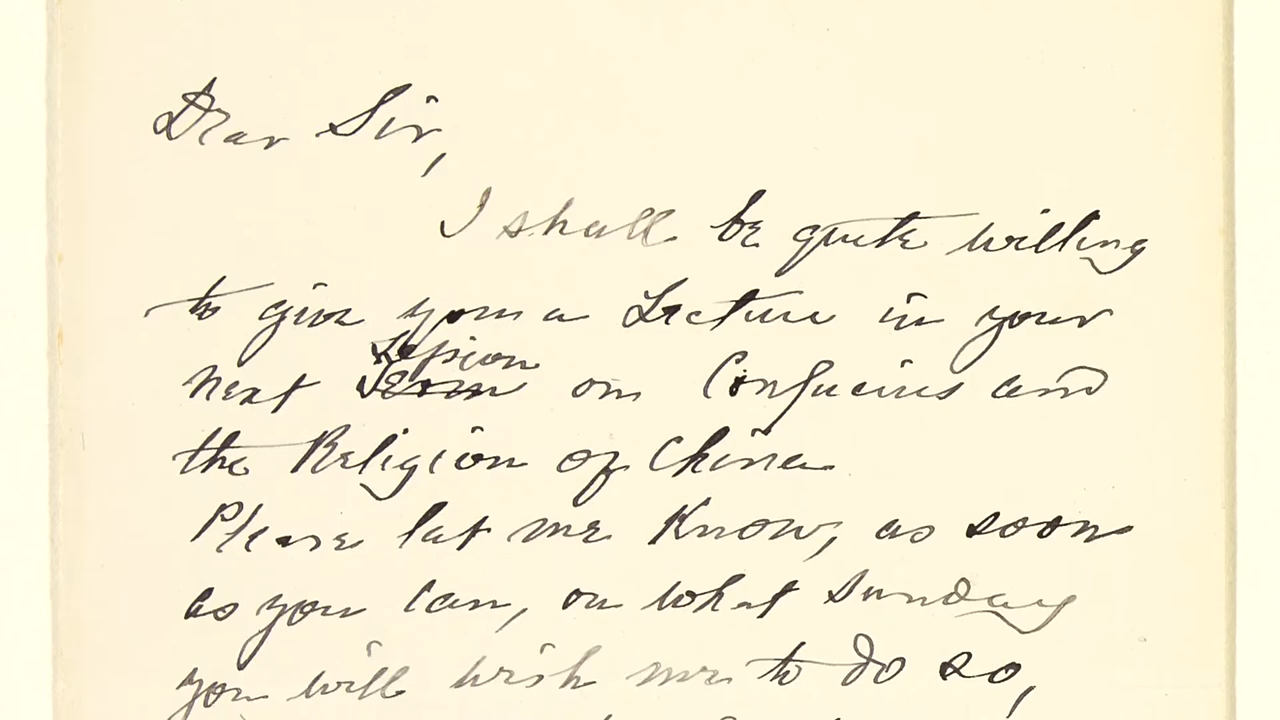 Dear Sir,
I shall be quite willing
to give you a Lecture in your
Session
next Term on Confucius and
the Religion of China
Please let me know, as soon
as you can, on what Sunday
you will wish me to do so,